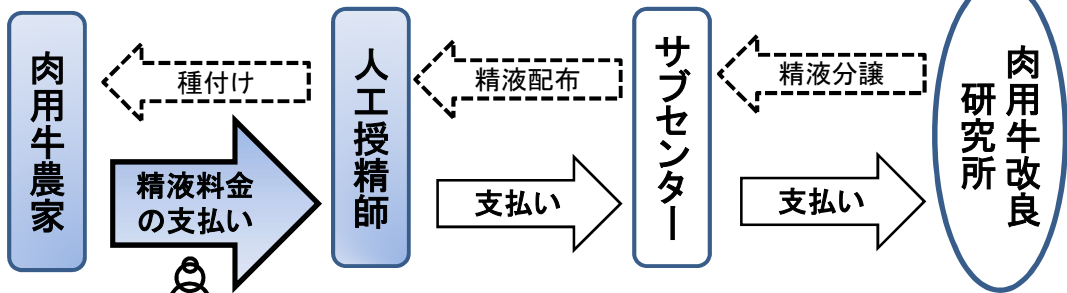 肉用牛農家
種付け
精液料金
の支払い
人工授精師
精液配布
支払い
サブセンター
精液分譲
支払い
肉用牛改良
研究所